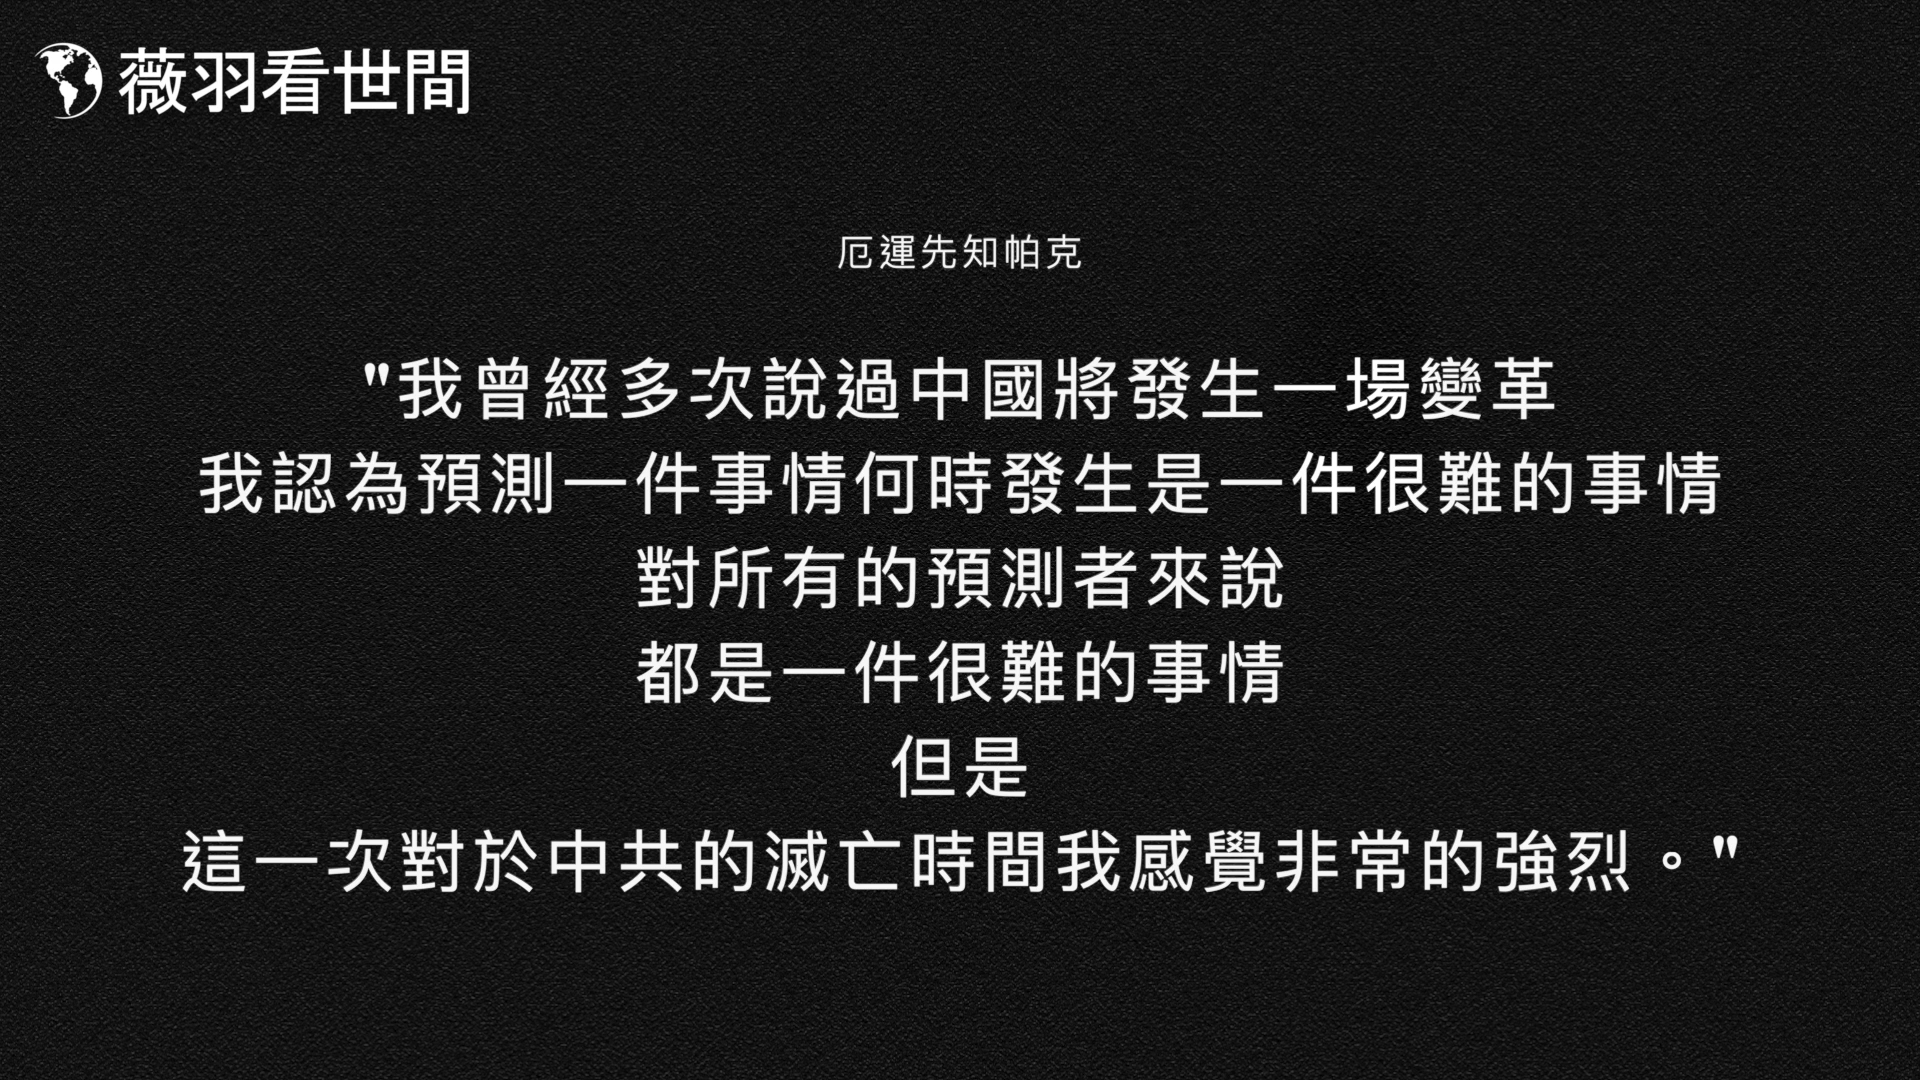 薇羽看世間
厄運先知帕克
"我曾經多次說過中國將發生一場變革
我認為預測一件事情何時發生是一件很難的事情
對所有的預測者來說
都是一件很難的事情
但是
這一次對於中共的滅亡時間我感覺非常的強烈。"